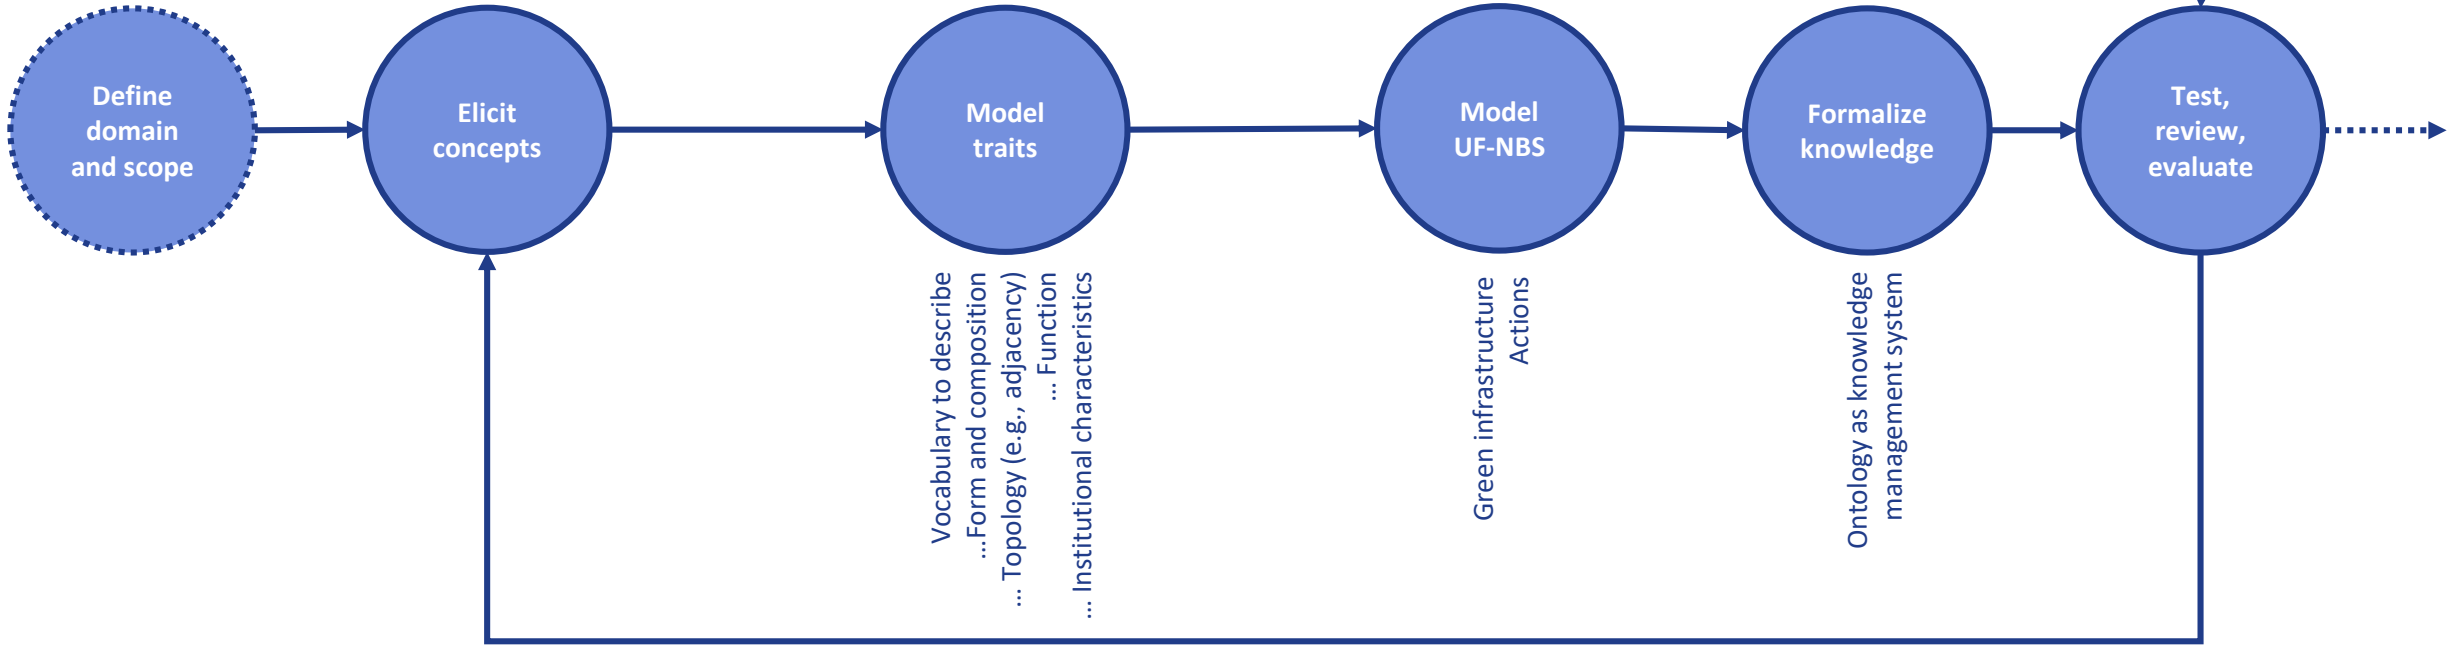 Define
domain
and scope
Elicit
concepts
Model
traits
Model
UF-NBS
Formalize
knowledge
Test,
review,
evaluate
Vocabulary to describe
...Form and composition
... Topology (e.g., adjacency)
... Function
... Institutional characteristics
Green infrastructure
Actions
Ontology as knowledge
management system